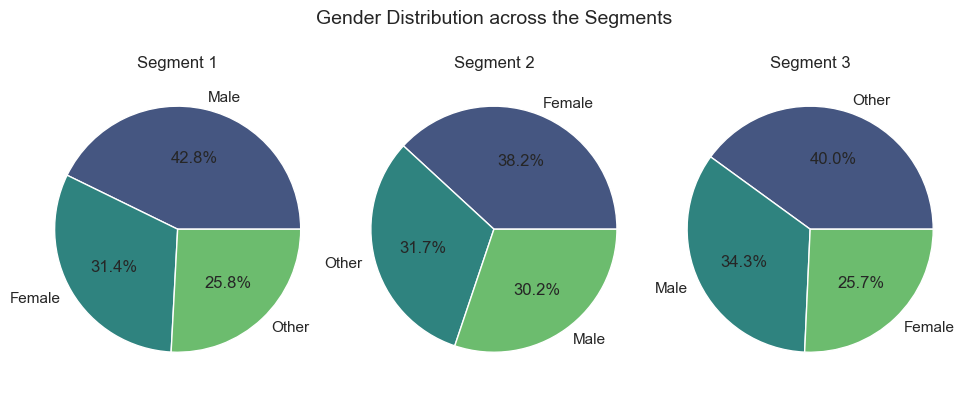 Gender Distribution across the Segments
Segment 1
Male
42.8%
31.4%
Female
25.8%
Other
Segment 2
Female
38.2%
Other
31.7%
30.2%
Male
Segment 3
Other
40.0%
34.3%
Male
25.7%
Female